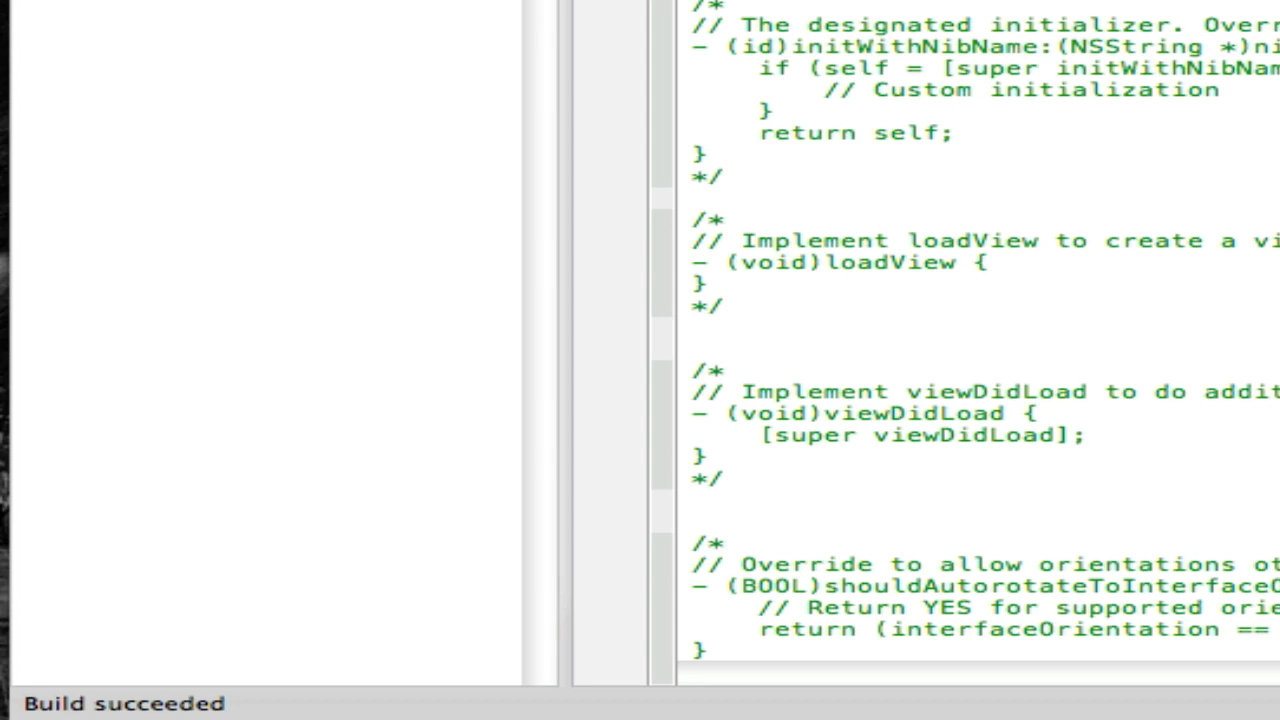 /*
// The designated initializer. Overr
- (id)initWithNibName:(NSString *)ni
if (self = [super initWithNibNam
// Custom initialization
}
return self;
}
*/
/*
// Implement loadView to create a vi
- (void)loadView {
}
*/
/*
// Implement viewDidLoad to do addit
- (void)viewDidLoad {
[super viewDidLoad];
}
*/
/*
// Override to allow orientations ot
- (BOOL)shouldAutorotateToInterfaceO
// Return YES for supported orie
return (interfaceOrientation ==
}
Build succeeded